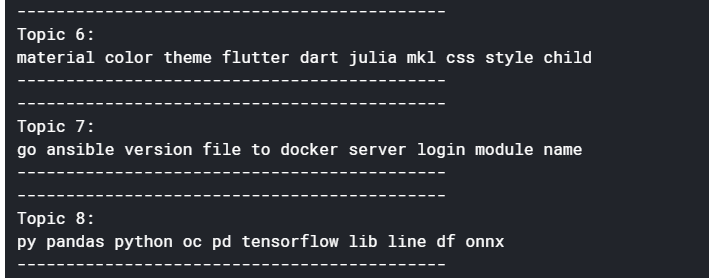 --------------------------------------------
Topic 6:
material color theme flutter dart julia mkl css style child
--------------------------------------------
--------------------------------------------
Topic 7:
go ansible version file to docker server login module name
--------------------------------------------
--------------------------------------------
Topic 8:
py pandas python oc pd tensorflow lib line df onnx
--------------------------------------------